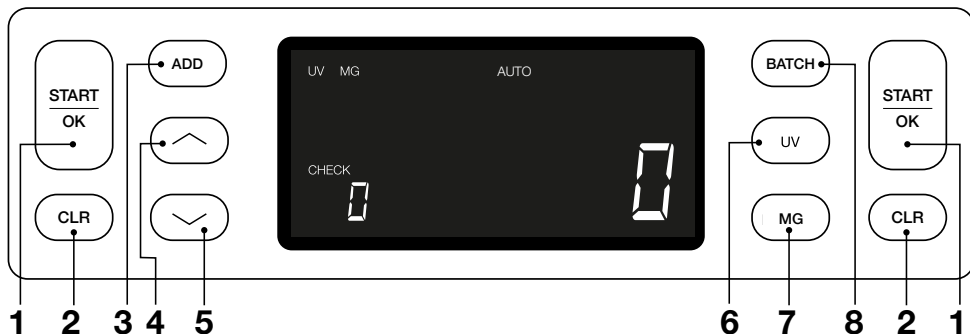 START
OK
CLR
ADD
UV MG AUTO
CHECK
0
0
BATCH
UV
MG
START
OK
CLR
1 2 3 4 5 6 7 8 2 1